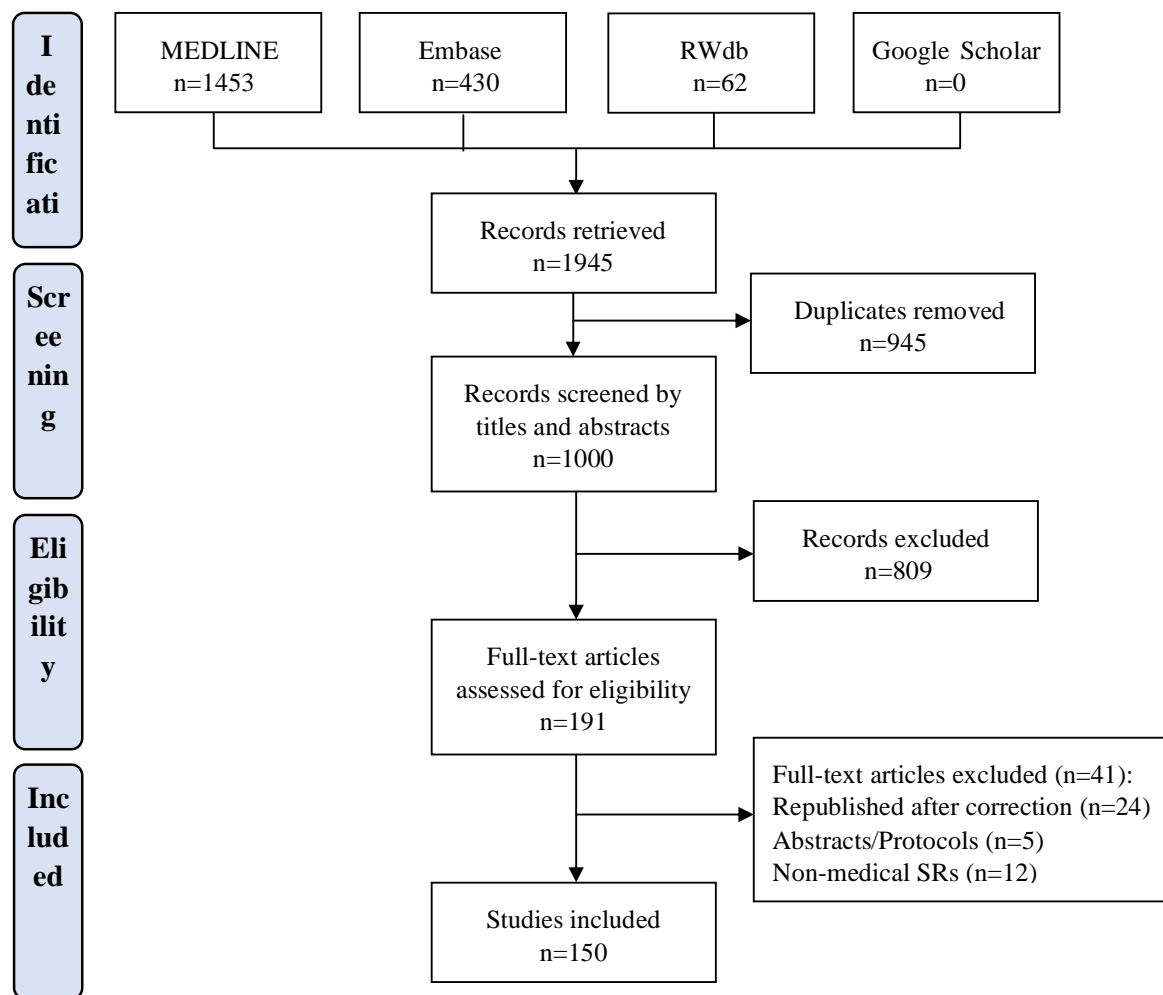 I
de
nti
fic
ati
MEDLINE
n=1453
Embase
n=430
RWdb
n=62
Google Scholar
n=0
Records retrieved
n=1945
Scr
ee
nin
g
Duplicates removed
n=945
Records screened by
titles and abstracts
n=1000
Eli
gib
ilit
y
Records excluded
n=809
Full-text articles
assessed for eligibility
n=191
Inc
lud
ed
Full-text articles excluded (n=41):
Republished after correction (n=24)
Abstracts/Protocols (n=5)
Non-medical SRs (n=12)
Studies included
n=150